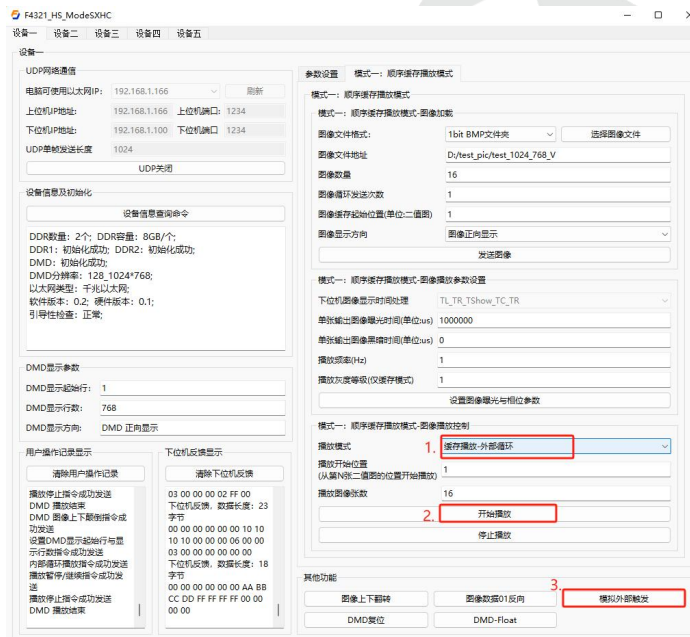 F4321_HS_ModeSXHC
设备一 设备二 设备三 设备四 设备五
设备一
UDP网络通信
电脑可使用以太网IP: 192.168.1.166 刷新
上位机IP地址: 192.168.1.166 上位机端口: 1234
下位机IP地址: 192.168.1.100 下位机端口 1234
UDP单帧发送长度 1024
UDP关闭
设备信息及初始化
设备信息查询命令
DDR数量: 2个; DDR容量: 8GB/个;
DDR1: 初始化成功; DDR2: 初始化成功;
DMD: 初始化成功;
DMD分辨率: 128_1024*768;
以太网类型: 千兆以太网;
软件版本: 0.2; 硬件版本: 0.1;
引导性检查: 正常;
DMD显示参数
DMD显示起始行: 1
DMD显示行数: 768
DMD显示方向: DMD 正向显示
用户操作记录显示
清除用户操作记录
播放停止指令成功发送
DMD 播放结束
DMD 图像上下颠倒指令成
功发送
设置DMD显示起始行与显
示行数指令成功发送
内部循环播放指令成功发送
播放暂停/继续指令成功发
送
播放停止指令成功发送
DMD 播放结束
下位机反馈显示
清除下位机反馈
03 00 00 00 02 FF 00
下位机反馈, 数据长度: 23
字节
00 00 00 00 00 00 10 10
10 10 00 00 00 06 00 00
03 00 00 00 00 00 00
下位机反馈, 数据长度: 18
字节
00 00 00 00 00 00 AA BB
CC DD FF FF FF FF 00 00
00 00
参数设置 模式一: 顺序缓存播放模式
模式一: 顺序缓存播放模式
模式一: 顺序缓存播放模式-图像加载
图像文件格式: 1bit BMP文件夹 选择图像文件
图像文件地址 D:/test_pic/test_1024_768_V
图像数量 16
图像循环发送次数 1
图像缓存起始位置(单位:二值图) 1
图像显示方向 图像正向显示
发送图像
模式一: 顺序缓存播放模式-图像播放参数设置
下位机图像显示时间处理 TL_TR_TShow_TC_TR
单张输出图像曝光时间(单位:us) 1000000
单张输出图像黑暗时间(单位:us) 0
播放频率(Hz) 1
播放灰度等级(仅缓存模式) 1
设置图像曝光与相位参数
模式一: 顺序缓存播放模式-图像播放控制
播放模式 1. 缓存播放-外部循环
播放开始位置
(从第N张二值图的位置开始播放) 1
播放图像张数 16
2. 开始播放
停止播放
其他功能
3.
图像上下翻转 图像数据01反向 模拟外部触发
DMD复位 DMD-Float